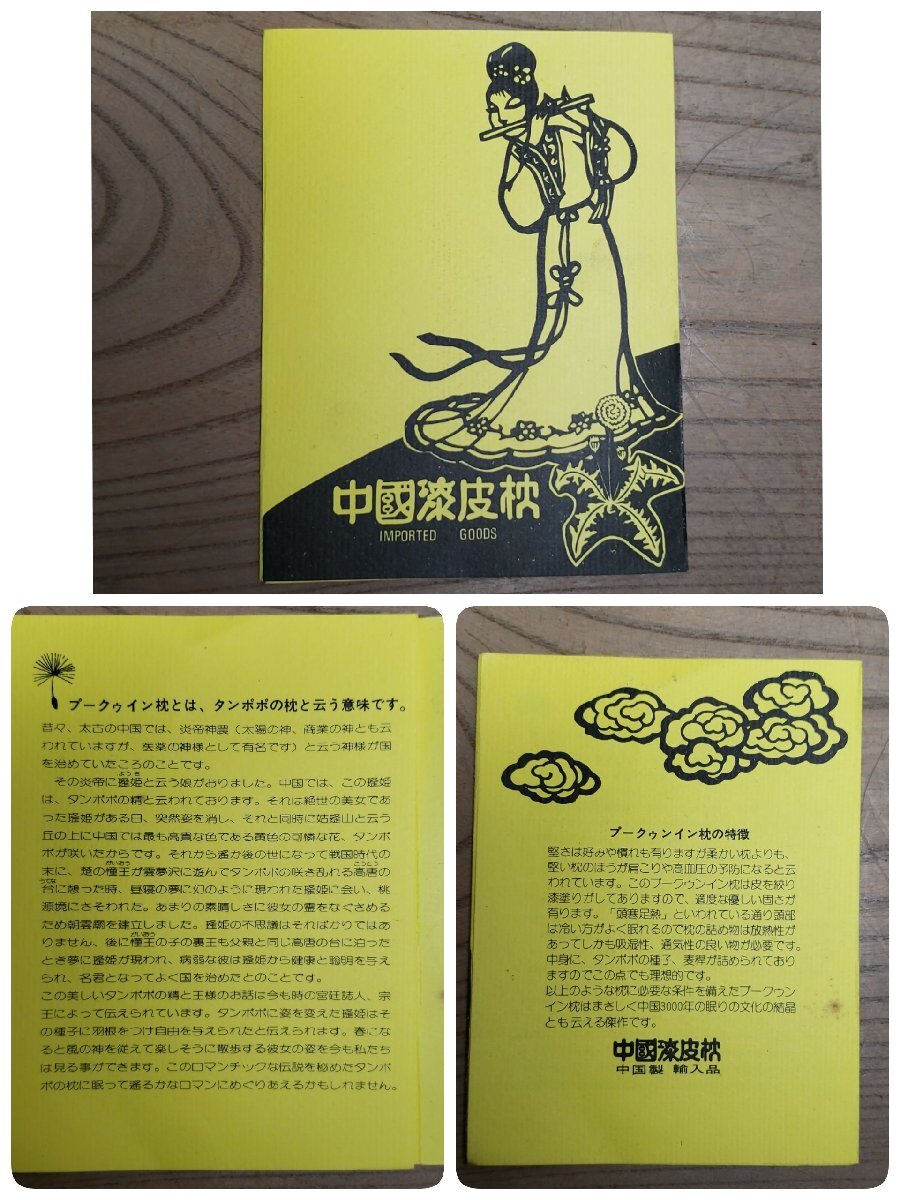 中國漆皮枕
IMPORTED GOODS
プークゥイン枕とは、タンポポの枕と云う意味です。
昔々、太古の中国では、炎帝神農(太陽の神、商業の神とも云
われていますが、医薬の神様として有名です)と云う神様が国
を治めていたころのことです。
ようき
その炎帝に瑤姫と云う娘がおりました。中国では、この瑤姫
は、タンポポの精と云われております。それは絶世の美女であ
った瑤姫がある日、突然姿を消し、それと同時に姑瑤山と云う
丘の上に中国では最も高貴な色である黄色の可憐な花、タンポ
ポが咲いたからです。それから遙か後の世になって戦国時代の
かいおう
こうとう
末に、楚の懐王が雲夢沢に遊んでタンポポの咲き乱れる高唐の
うてな
台に憩った時、昼寝の夢に幻のように現われた瑤姫に会い、桃
源境にさそわれた。あまりの素晴しさに彼女の霊をなぐさめる
ため朝雲廟を建立しました。瑤姫の不思議はそればかりではあ
かいおう
りません、後に懐王の子の襄王も父親と同じ高唐の台に泊った
とき夢に瑤姫が現われ、病弱な彼は瑤姫から健康と聡明を与え
られ、名君となってよく国を治めたとのことです。
この美しいタンポポの精と王様のお話は今も時の宮廷詩人、宗
王によって伝えられています。タンポポに姿を変えた瑤姫はそ
の種子に羽根をつけ自由を与えられたと伝えられます。春にな
ると風の神を従えて楽しそうに散歩する彼女の姿を今も私たち
は見る事ができます。このロマンチックな伝説を秘めたタンポ
ポの枕に眠って遙るかなロマンにめぐりあえるかもしれません。
プークゥンイン枕の特徴
堅さは好みや慣れも有りますが柔かい枕よりも、
堅い枕のほうが肩こりや高血圧の予防になると云
われています。このプークゥンイン枕は皮を絞り
漆塗りがしてありますので、適度な優しい固さが
有ります。「頭寒足熱」といわれている通り頭部
は冷い方がよく眠れるので枕の詰め物は放熱性が
あってしかも吸湿性、通気性の良い物が必要です。
中身に、タンポポの種子、麦稈が詰められており
ますのでこの点でも理想的です。
以上のような枕に必要な条件を備えたプークゥン
イン枕はまさしく中国3000年の眠りの文化の結晶
とも云える傑作です。
中國漆皮枕
中国製 輸入品